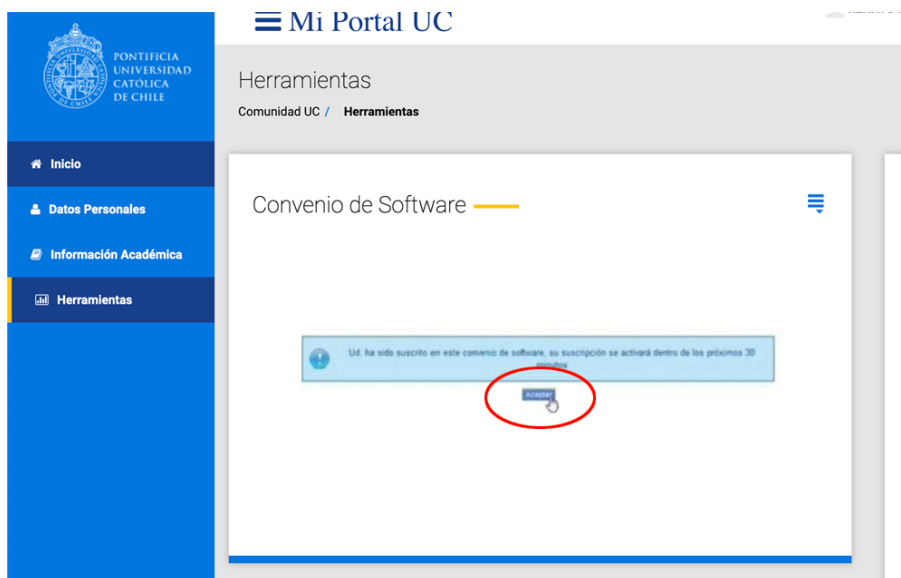 Mi Portal UC
PONTIFICIA
UNIVERSIDAD
CATÓLICA
DE CHILE
Herramientas
Comunidad UC / Herramientas
Inicio
Datos Personales
Información Académica
Herramientas
Convenio de Software
Ud. ha sido suscrito en este convenio de software, su suscripción se activará dentro de los próximos 30
minutos
Aceptar